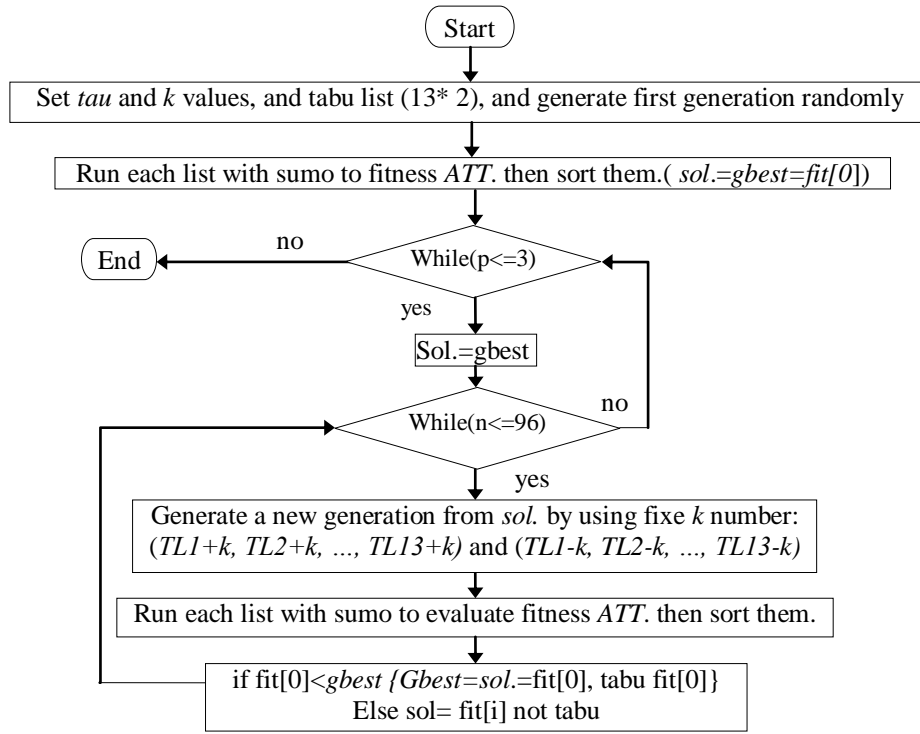 Start
Set tau and k values, and tabu list (13* 2), and generate first generation randomly
Run each list with sumo to fitness ATT. then sort them.( sol.=gbest=fit[0])
no
While(p<=3)
End
yes
Sol.=gbest
no
While(n<=96)
yes
Generate a new generation from sol. by using fixe k number:
(TL1+k, TL2+k, ..., TL13+k) and (TL1-k, TL2-k, ..., TL13-k)
Run each list with sumo to evaluate fitness ATT. then sort them.
if fit[0]<gbest {Gbest=sol.=fit[0], tabu fit[0]}
Else sol= fit[i] not tabu